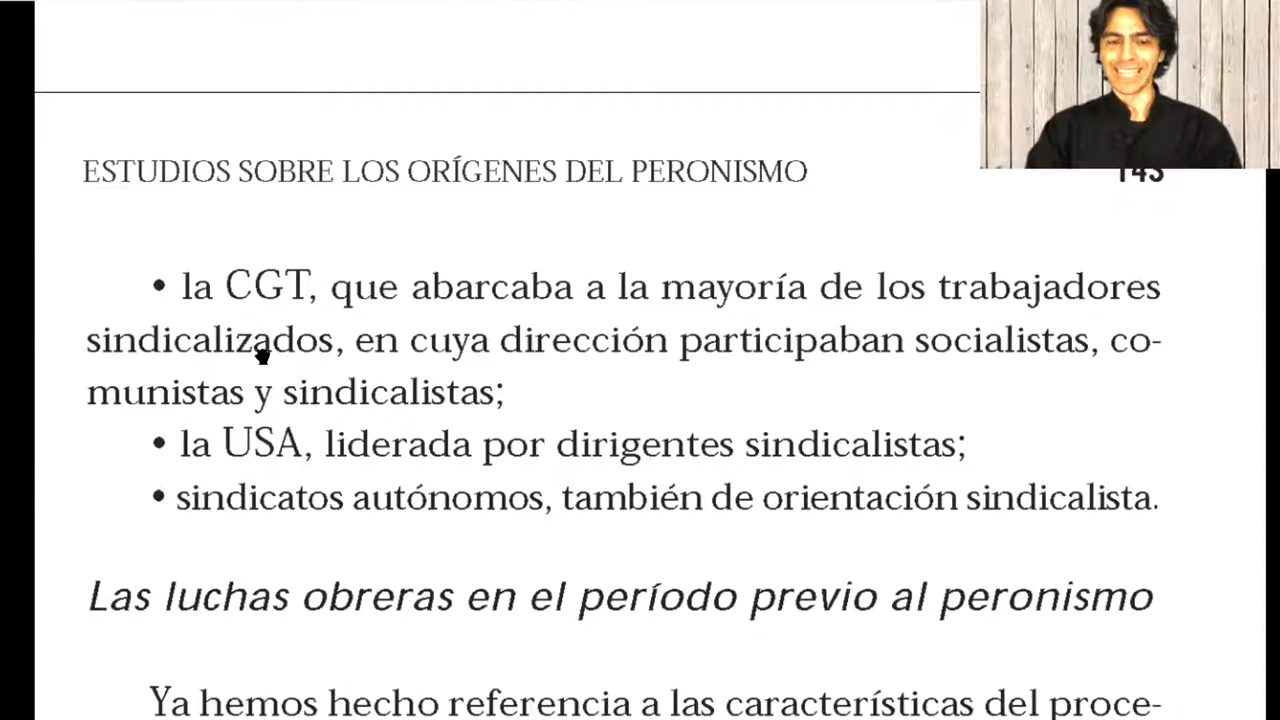 ESTUDIOS SOBRE LOS ORÍGENES DEL PERONISMO 143
• la CGT, que abarcaba a la mayoría de los trabajadores
sindicalizados, en cuya dirección participaban socialistas, co-
munistas y sindicalistas;
• la USA, liderada por dirigentes sindicalistas;
• sindicatos autónomos, también de orientación sindicalista.
Las luchas obreras en el período previo al peronismo
Ya hemos hecho referencia a las características del proce-